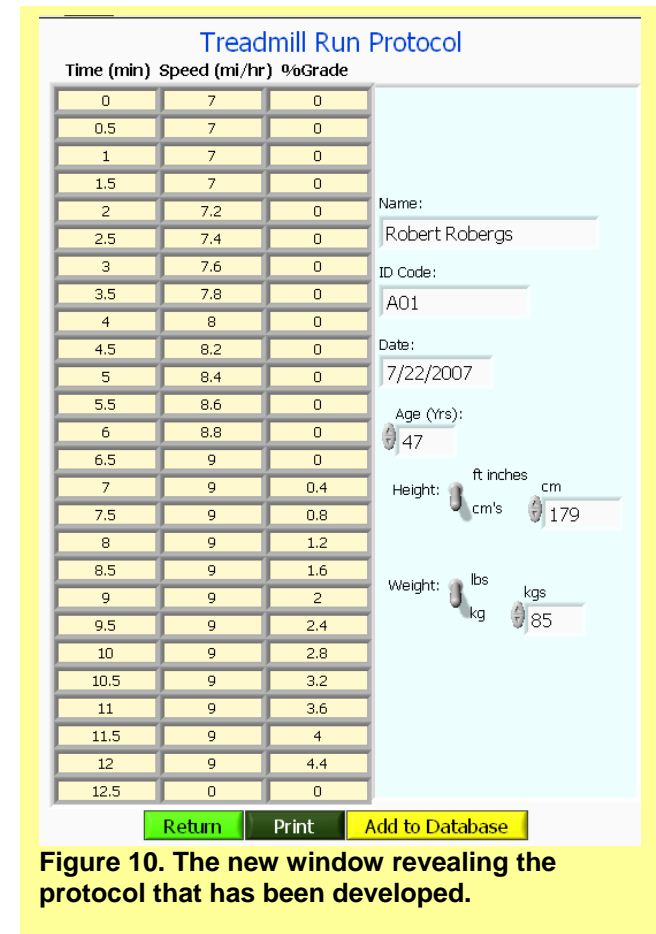 Treadmill Run Protocol
Time (min) Speed (mi/hr) %Grade
0 7 0
0.5 7 0
1 7 0
1.5 7 0
2 7.2 0
2.5 7.4 0
3 7.6 0
3.5 7.8 0
4 8 0
4.5 8.2 0
5 8.4 0
5.5 8.6 0
6 8.8 0
6.5 9 0
7 9 0.4
7.5 9 0.8
8 9 1.2
8.5 9 1.6
9 9 2
9.5 9 2.4
10 9 2.8
10.5 9 3.2
11 9 3.6
11.5 9 4
12 9 4.4
12.5 0 0
Name:
Robert Robergs
ID Code:
A01
Date:
7/22/2007
Age (Yrs):
47
Height: ft inches cm
cm's 179
Weight: lbs kgs
kg 85
Return Print Add to Database
Figure 10. The new window revealing the
protocol that has been developed.